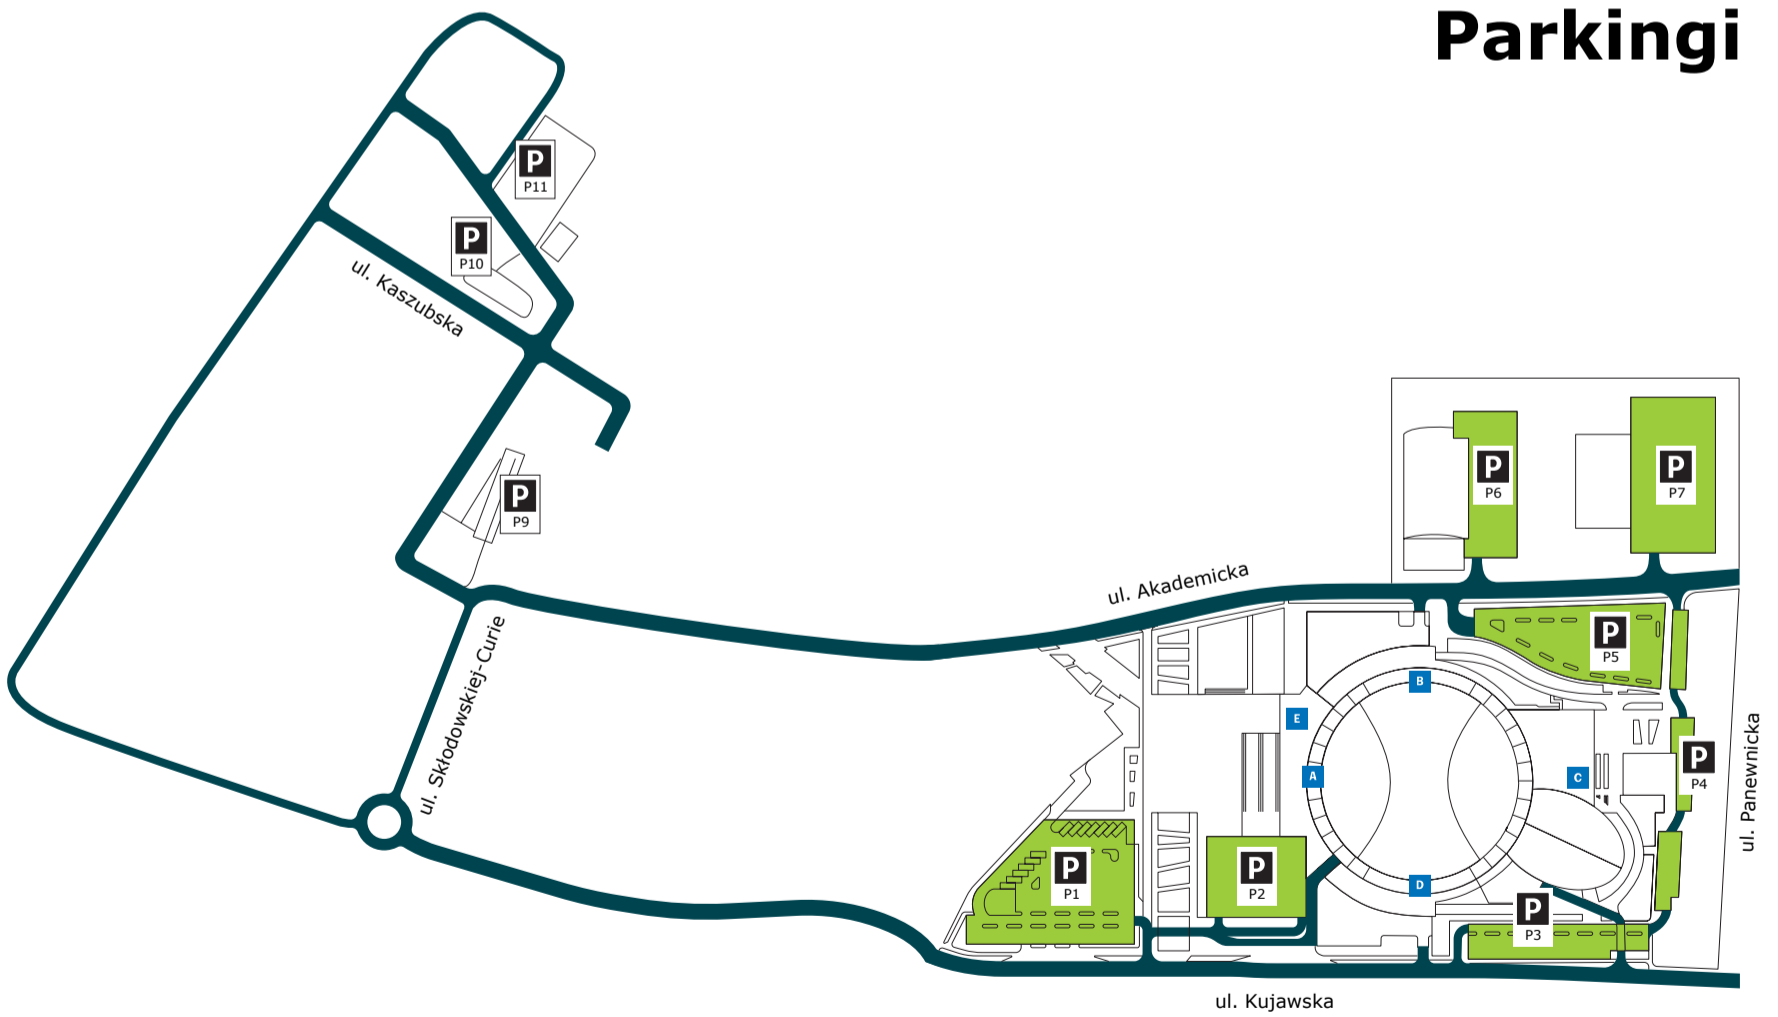 Parkingi
P
P11
P
P10
ul. Kaszubska
P
P9
P
P6
P
P7
ul. Akademicka
ul. Skłodowskiej-Curie
P
P5
B
E
A
C
P
P4
ul. Panewnicka
P
P1
P
P2
D
P
P3
ul. Kujawska